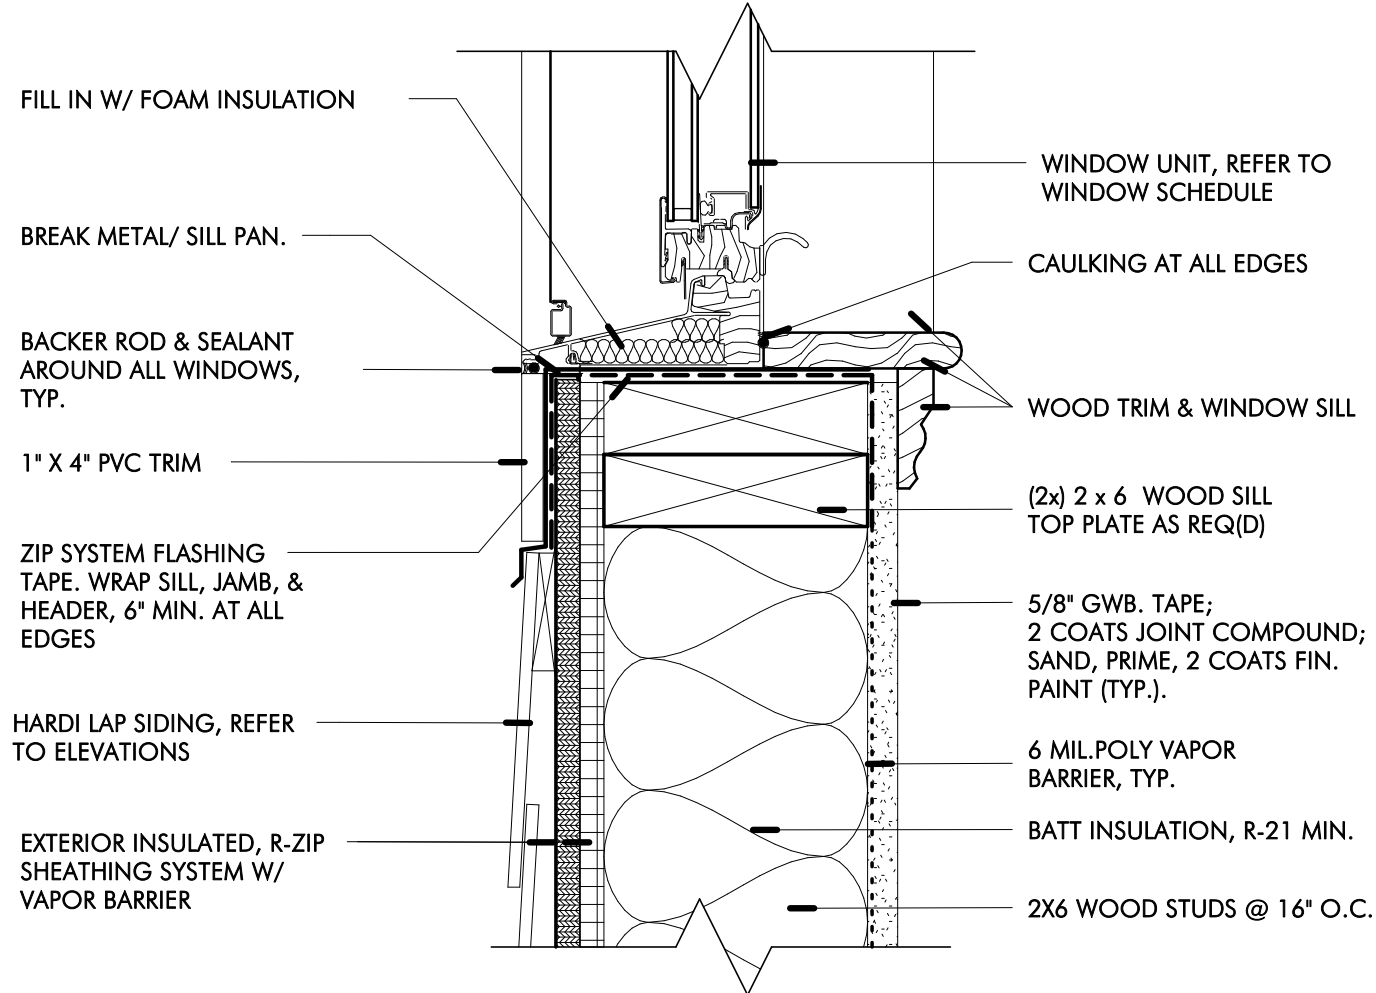 FILL IN W/ FOAM INSULATION
BREAK METAL/ SILL PAN.
BACKER ROD & SEALANT
AROUND ALL WINDOWS,
TYP.
1" X 4" PVC TRIM
ZIP SYSTEM FLASHING
TAPE. WRAP SILL, JAMB, &
HEADER, 6" MIN. AT ALL
EDGES
HARDI LAP SIDING, REFER
TO ELEVATIONS
EXTERIOR INSULATED, R-ZIP
SHEATHING SYSTEM W/
VAPOR BARRIER
WINDOW UNIT, REFER TO
WINDOW SCHEDULE
CAULKING AT ALL EDGES
WOOD TRIM & WINDOW SILL
(2x) 2 x 6 WOOD SILL
TOP PLATE AS REQ(D)
5/8" GWB. TAPE;
2 COATS JOINT COMPOUND;
SAND, PRIME, 2 COATS FIN.
PAINT (TYP.).
6 MIL.POLY VAPOR
BARRIER, TYP.
BATT INSULATION, R-21 MIN.
2X6 WOOD STUDS @ 16" O.C.